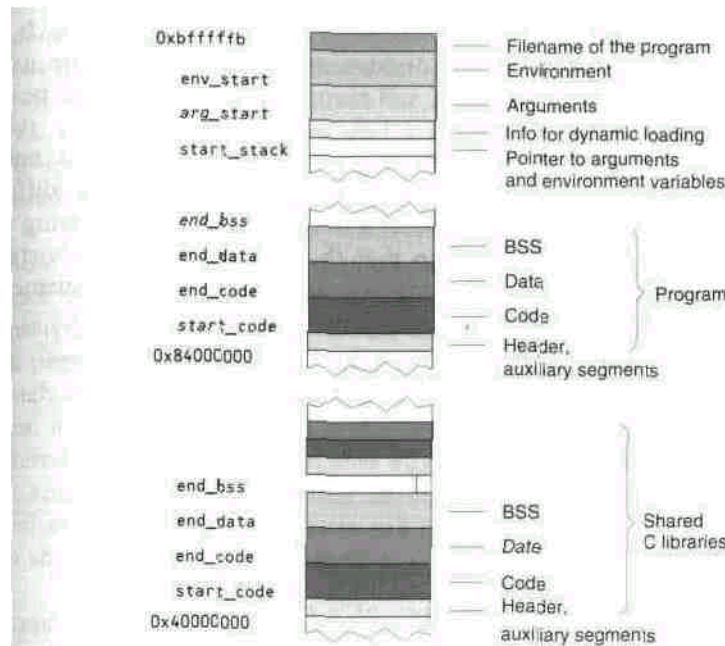 0xbfffffb
Filename of the program
env_start
Environment
arg_start
Arguments
Info for dynamic loading
start_stack
Pointer to arguments
and environment variables
end_bss
BSS
end_data
Data
end_code
Code
start_code
Header,
auxiliary segments
0x84000000
Program
end_bss
BSS
end_data
Date
end_code
Code
start_code
Header,
auxiliary segments
0x40000000
Shared
C libraries